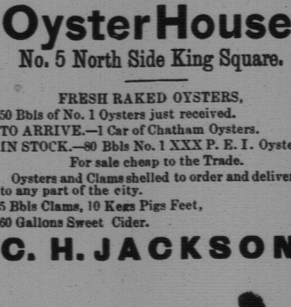 Oyster House
No. 5 North Side King Square.
FRESH RAKED OYSTERS,
50 Bbls of No. 1 Oysters just received.
TO ARRIVE.—1 Car of Chatham Oysters.
IN STOCK.—80 Bbls No. 1 XXX P. E. I. Oyste
For sale cheap to the Trade.
Oysters and Clams shelled to order and deliver
to any part of the city.
5 Bbls Clams, 10 Kegs Pigs Feet,
60 Gallons Sweet Cider.
C. H. JACKSON